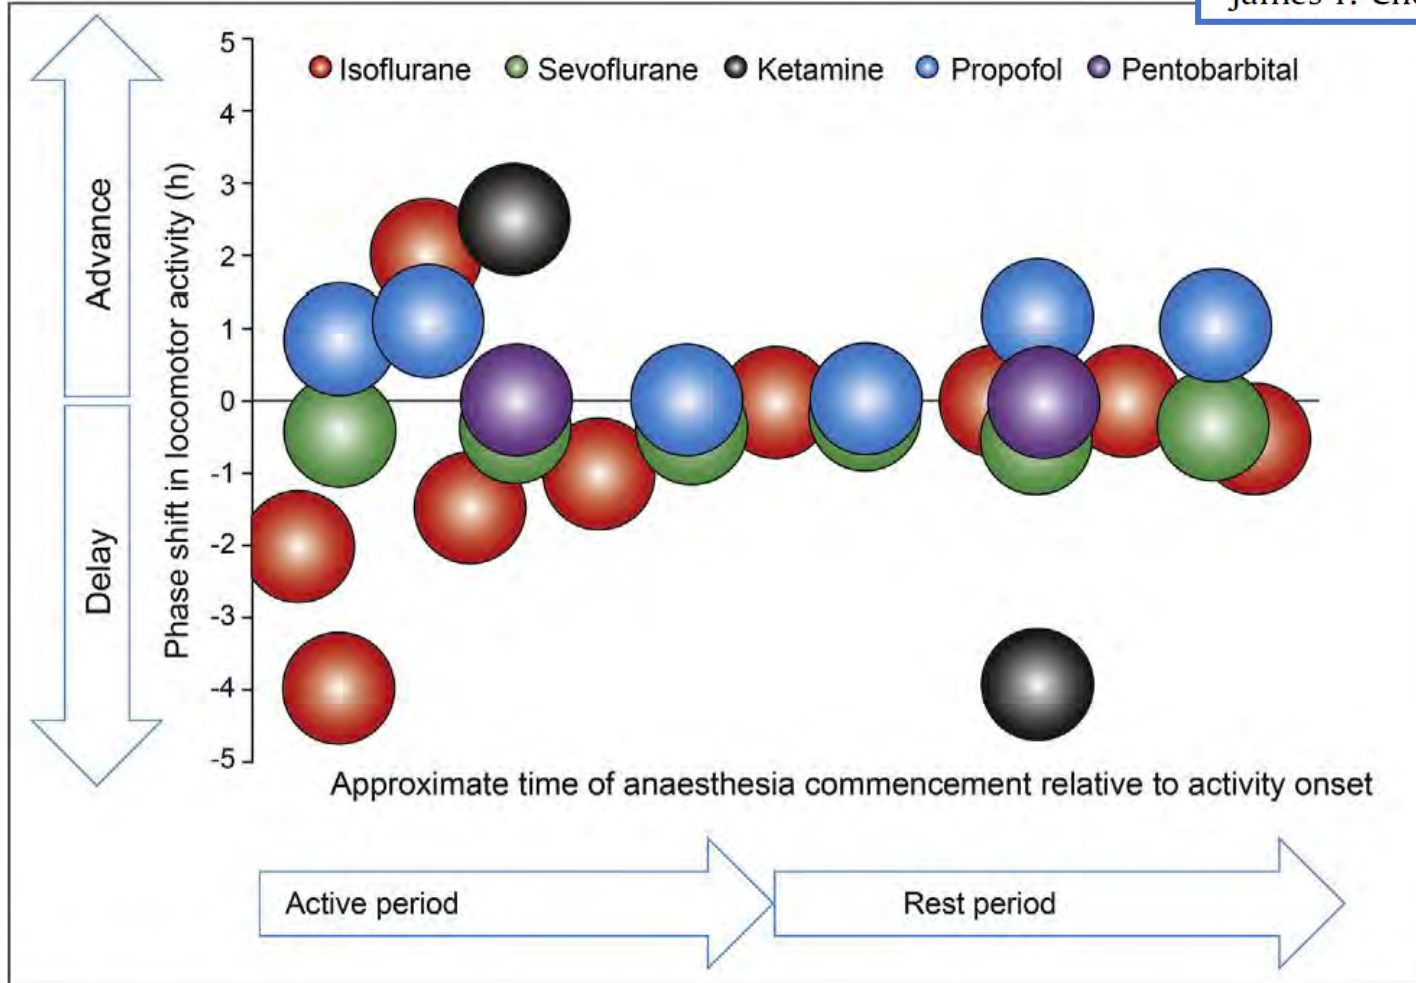 5
Isoflurane Sevoflurane Ketamine Propofol Pentobarbital
4
3
2
1
0
-1
-2
-3
-4
-5
Advance
Delay
Phase shift in locomotor activity (h)
Approximate time of anaesthesia commencement relative to activity onset
Active period
Rest period